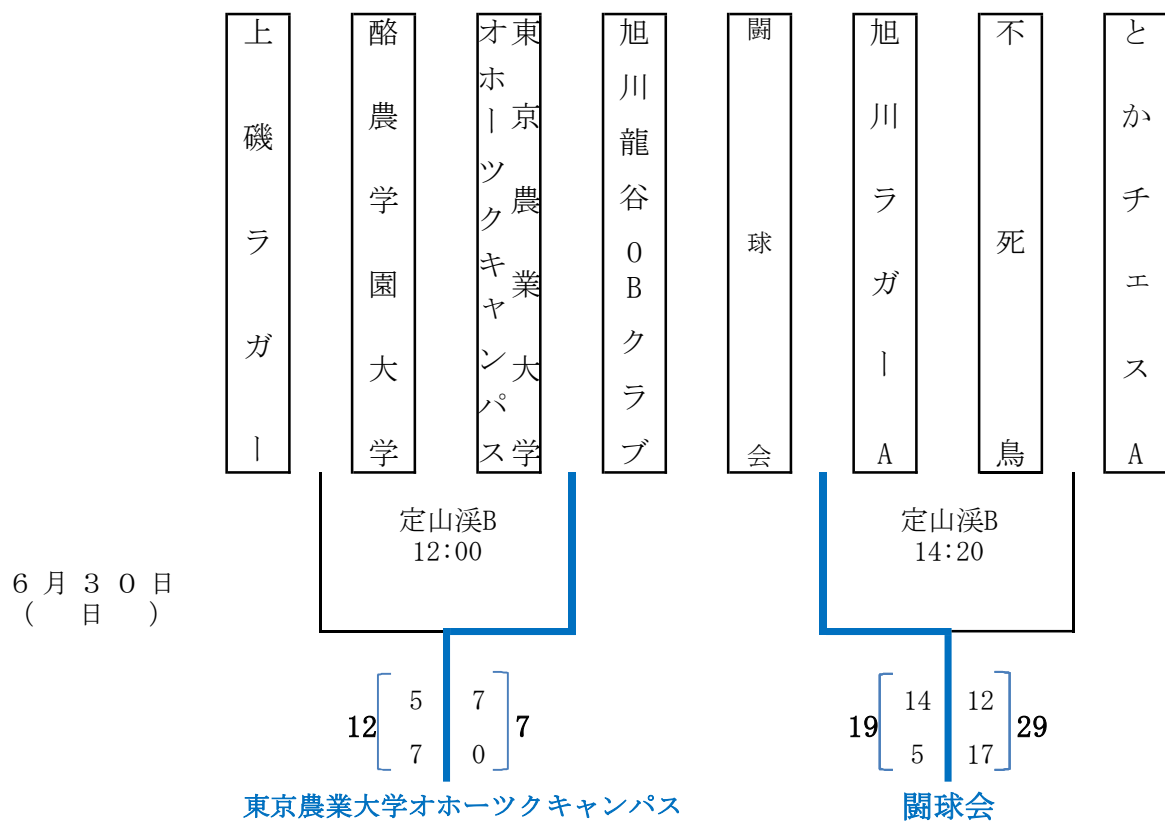 上磯ラガー
酪農学園大学
東京農業大学
オホーツクキャンパス
旭川龍谷OBクラブ
闘球会
旭川ラガーA
不死鳥
とかちフェスA
定山渓B
12:00
定山渓B
14:20
6月30日
(日)
12
5 7
7 0
7
19
14 12
5 17
29
東京農業大学オホーツクキャンパス
闘球会